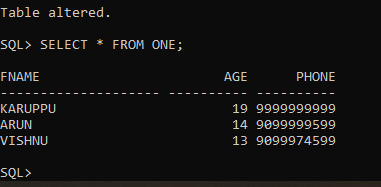 Table altered.
SQL> SELECT * FROM ONE;
FNAME                       AGE      PHONE
-------------------- ---------- ----------
KARUPPU                      19 9999999999
ARUN                         14 9099999599
VISHNU                       13 9099974599
SQL>